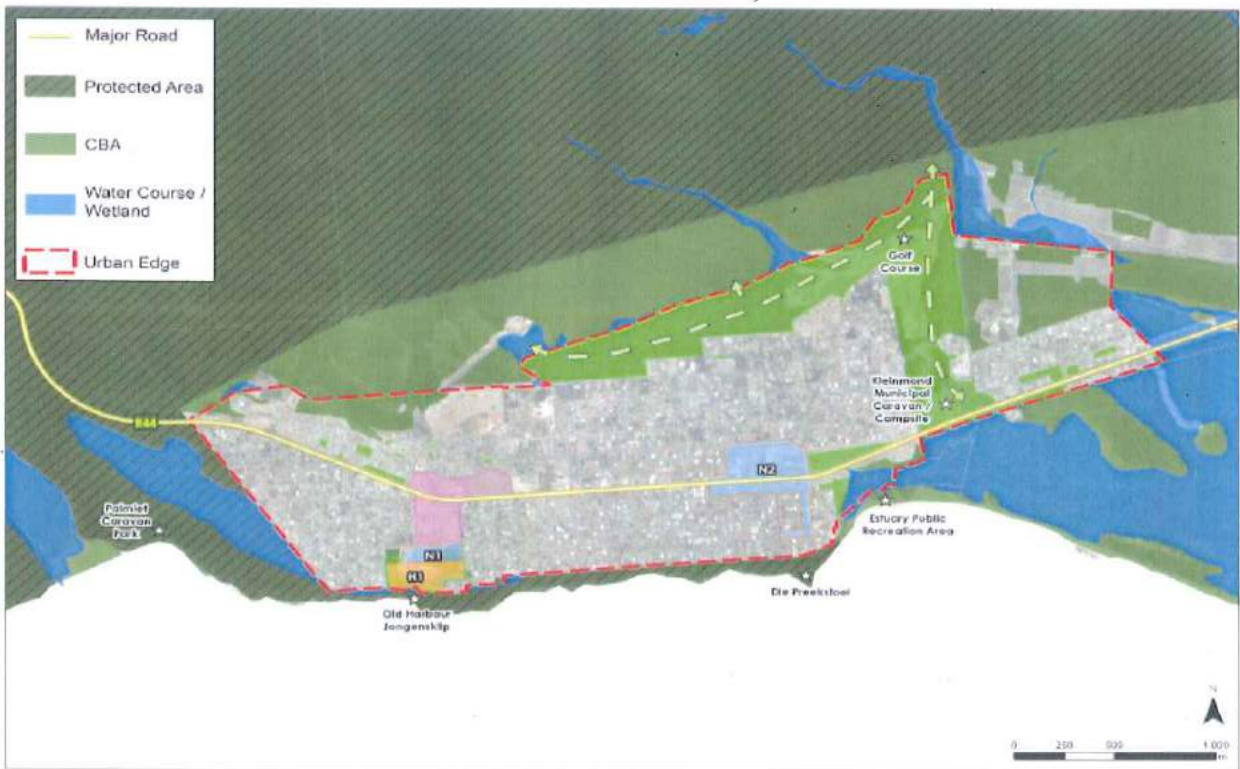 Major Road
Protected Area
CBA
Water Course /
Wetland
Urban Edge
Golf
Course
Kleinmond
Municipal
Caravan /
Campsite
R44
N2
Palmiet
Caravan
Park
Estuary Public
Recreation Area
N1
H1
Die Preekstoel
Old Harbour
Jongensklip
N
0 250 500 1 000
m